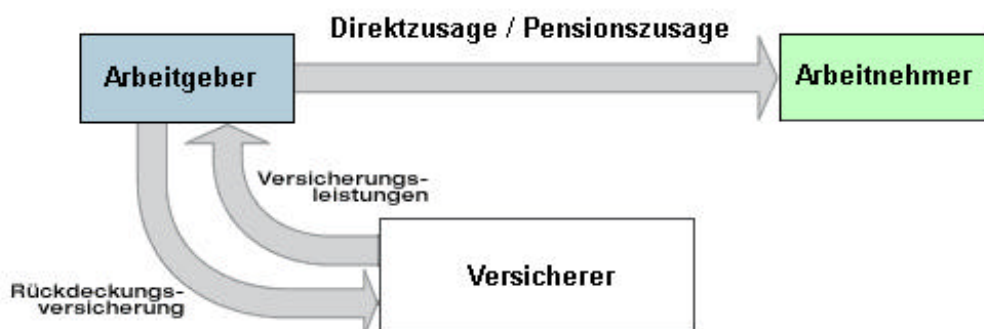 Direktzusage / Pensionszusage
Arbeitgeber
Arbeitnehmer
Versicherungs-
leistungen
Versicherer
Rückdeckungs-
versicherung